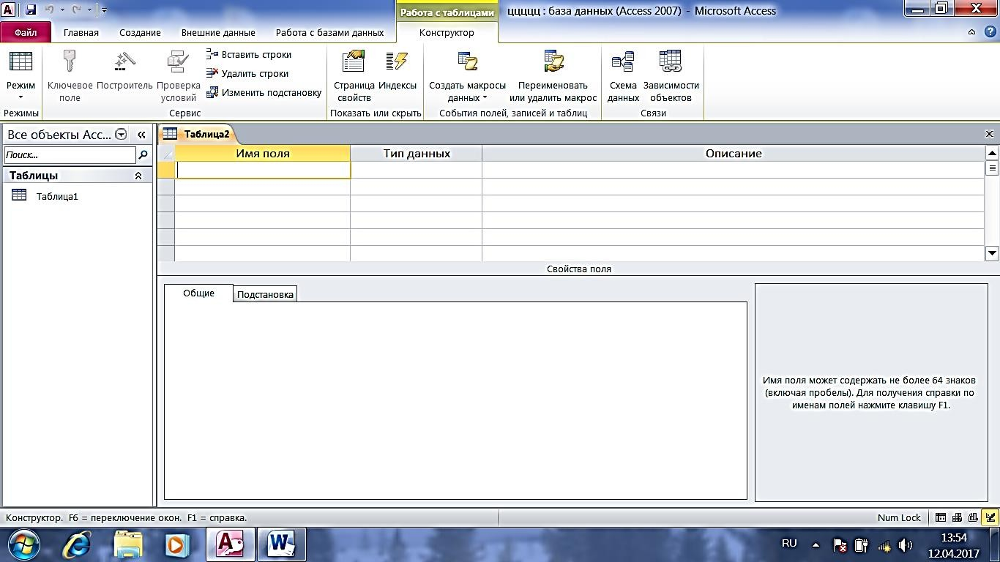 Работа с таблицами
ццццц : база данных (Access 2007) - Microsoft Access
Файл
Главная
Создание
Внешние данные
Работа с базами данных
Конструктор
Режим
Ключевое поле
Построитель
Проверка условий
Вставить строки
Удалить строки
Изменить подстановку
Страница свойств
Индексы
Создать макросы данных
Переименовать или удалить макрос
Схема данных
Зависимости объектов
Режимы
Сервис
Показать или скрыть
События полей, записей и таблиц
Связи
Все объекты Acc...
Таблица2
Поиск...
Имя поля
Тип данных
Описание
Таблицы
Таблица1
Свойства поля
Общие
Подстановка
Имя поля может содержать не более 64 знаков
(включая пробелы). Для получения справки по
именам полей нажмите клавишу F1.
Конструктор. F6 = переключение окон. F1 = справка.
Num Lock
RU
13:54
12.04.2017